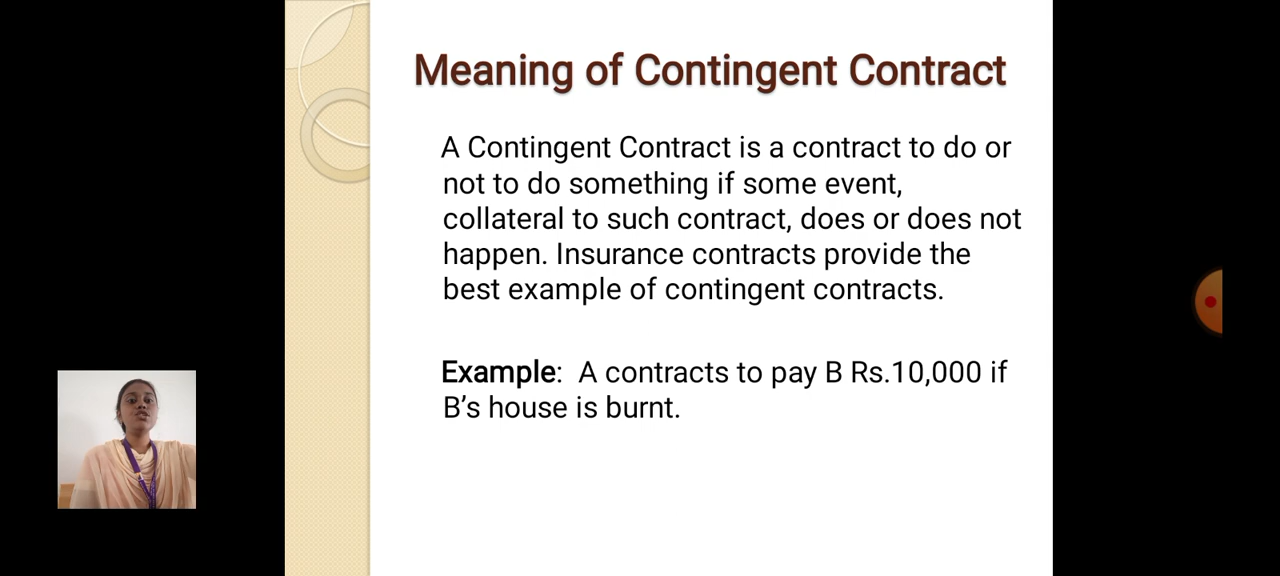 Meaning of Contingent Contract
A Contingent Contract is a contract to do or
not to do something if some event,
collateral to such contract, does or does not
happen. Insurance contracts provide the
best example of contingent contracts.
Example:  A contracts to pay B Rs.10,000 if
B’s house is burnt.